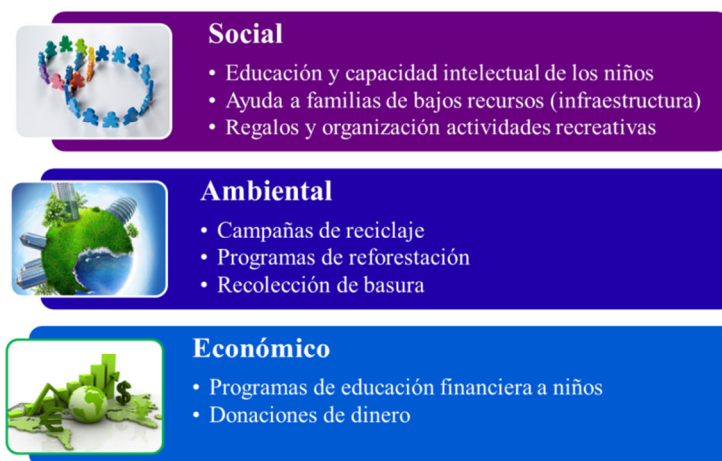 Social
• Educación y capacidad intelectual de los niños
• Ayuda a familias de bajos recursos (infraestructura)
• Regalos y organización actividades recreativas
Ambiental
• Campañas de reciclaje
• Programas de reforestación
• Recolección de basura
Económico
• Programas de educación financiera a niños
• Donaciones de dinero